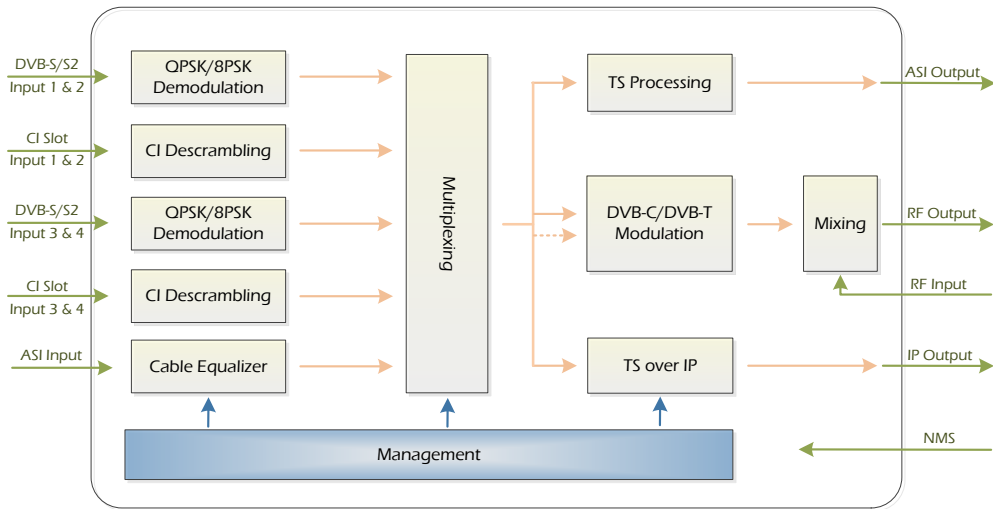 DVB-S/S2
Input 1 & 2
CI Slot
Input 1 & 2
DVB-S/S2
Input 3 & 4
CI Slot
Input 3 & 4
ASI Input
QPSK/8PSK
Demodulation
CI Descrambling
QPSK/8PSK
Demodulation
CI Descrambling
Cable Equalizer
Multiplexing
TS Processing
DVB-C/DVB-T
Modulation
TS over IP
Mixing
Management
ASI Output
RF Output
RF Input
IP Output
NMS